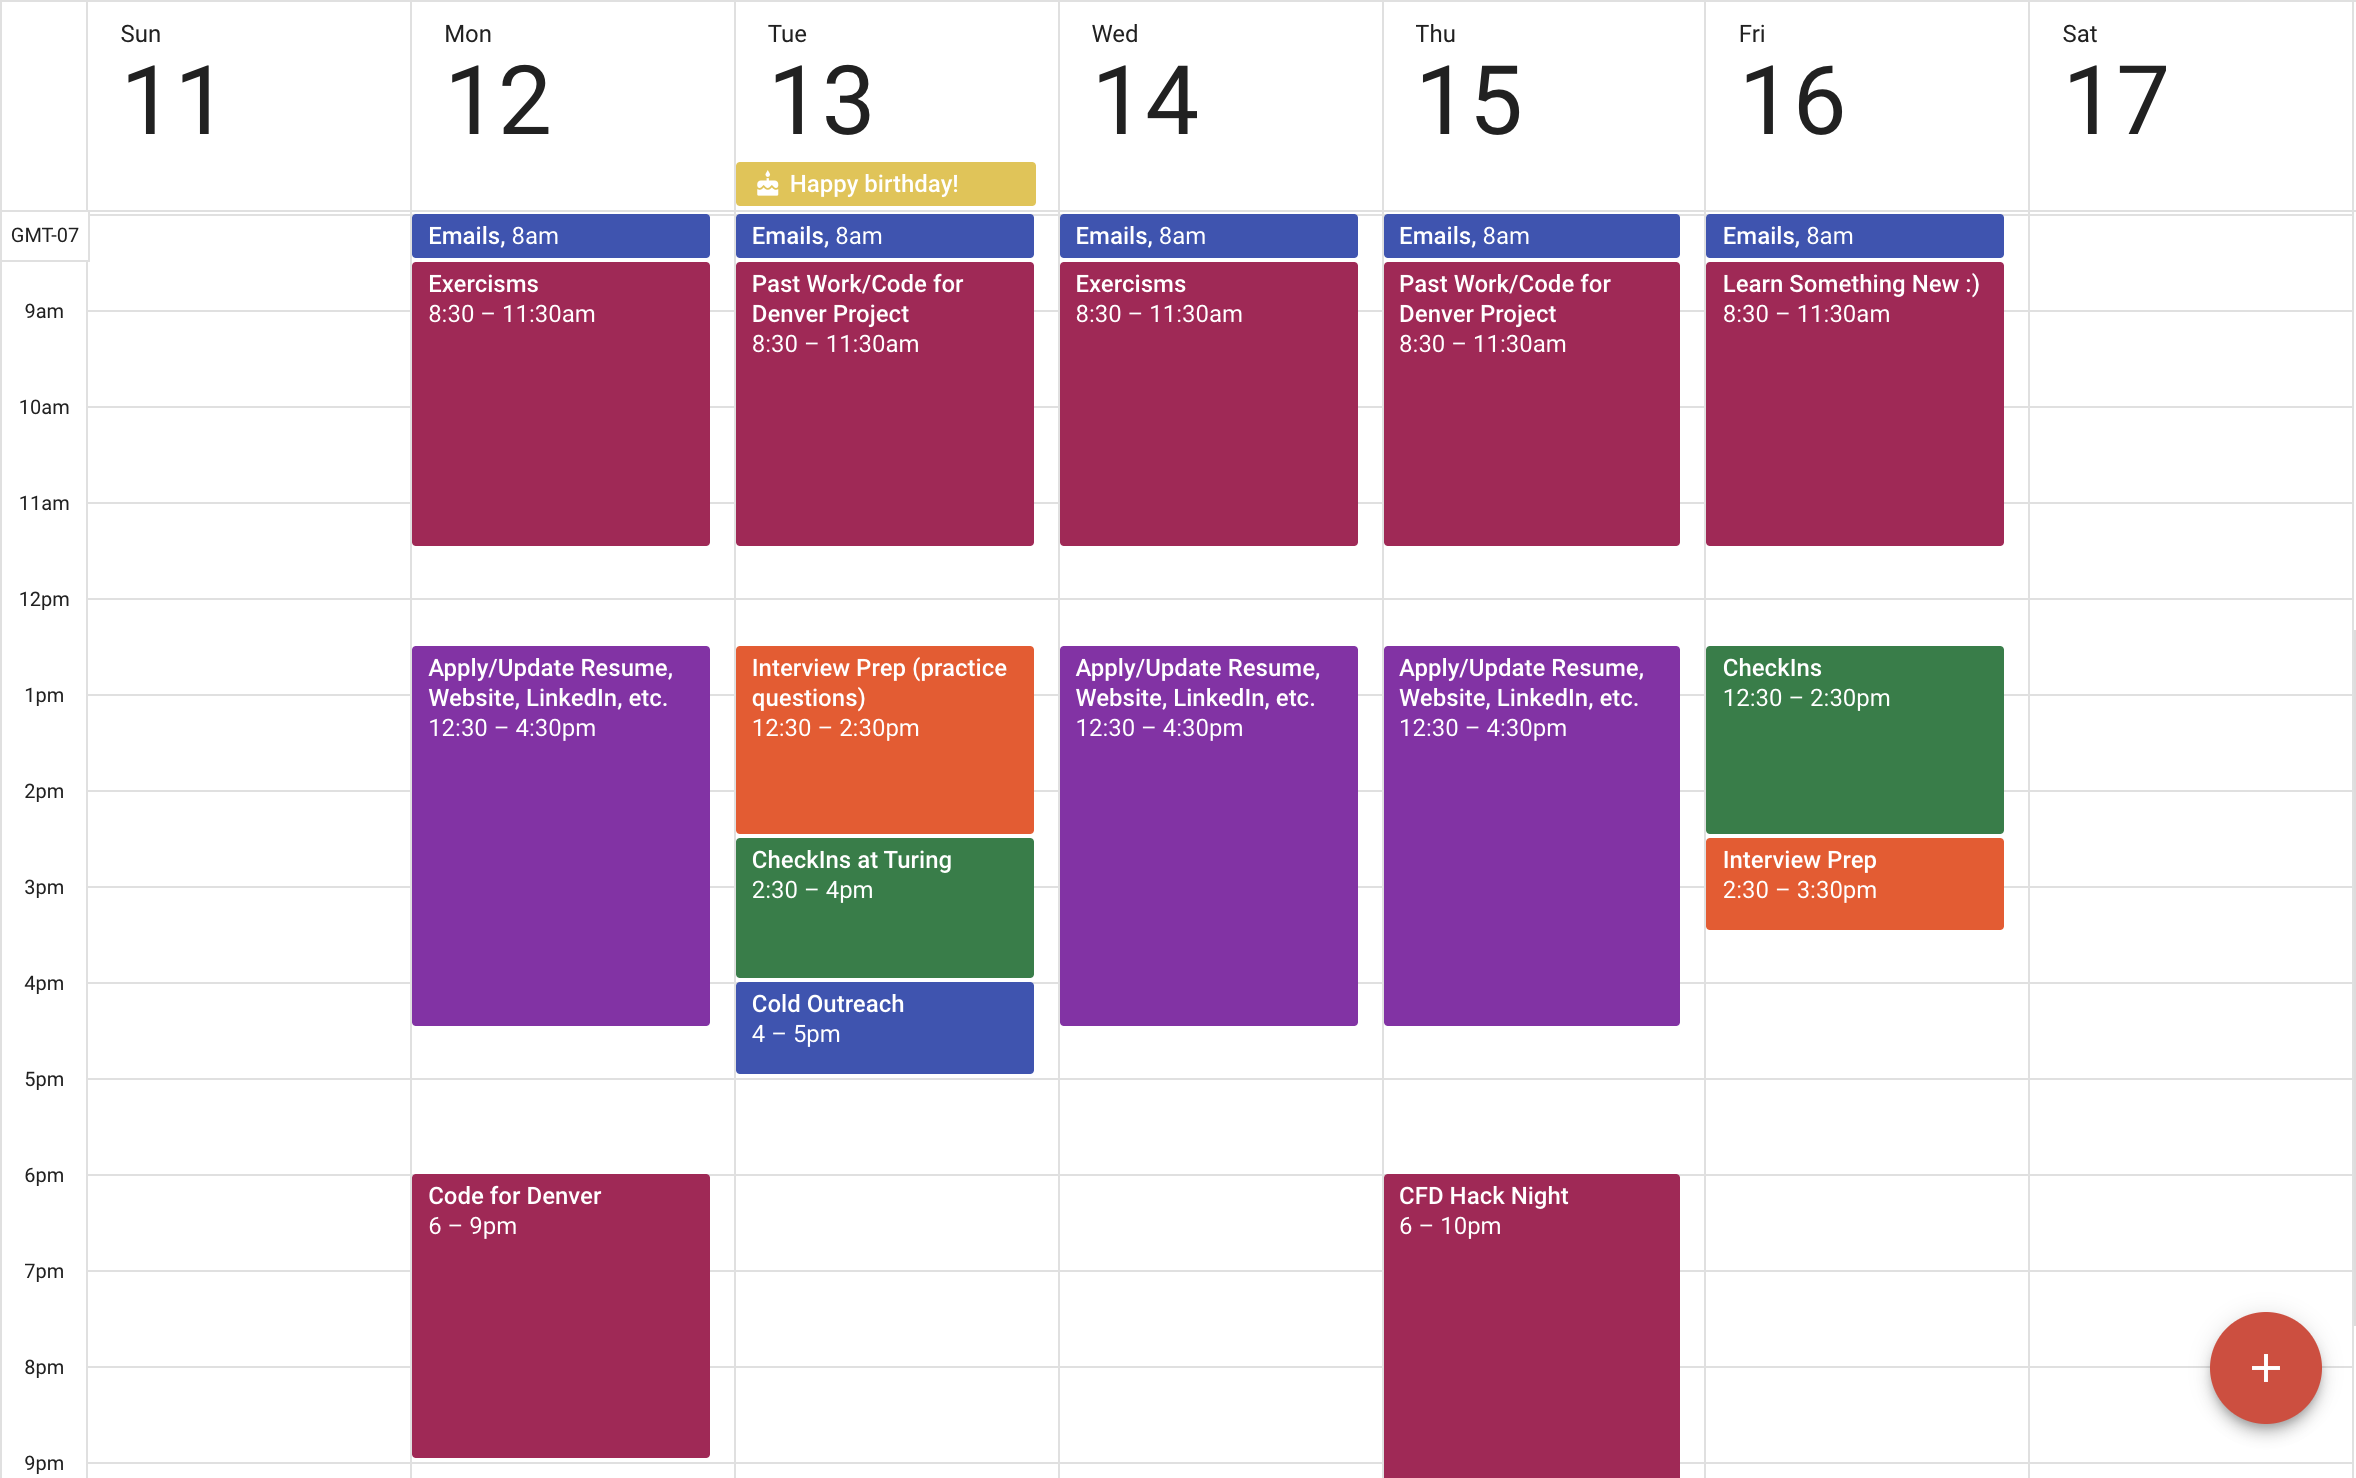 Sun
11
Mon
12
Tue
13
Wed
14
Thu
15
Fri
16
Sat
17
Happy birthday!
GMT-07
9am
10am
11am
12pm
1pm
2pm
3pm
4pm
5pm
6pm
7pm
8pm
9pm
Emails, 8am
Exercisms
8:30 – 11:30am
Apply/Update Resume,
Website, LinkedIn, etc.
12:30 – 4:30pm
Code for Denver
6 – 9pm
Emails, 8am
Past Work/Code for
Denver Project
8:30 – 11:30am
Interview Prep (practice
questions)
12:30 – 2:30pm
CheckIns at Turing
2:30 – 4pm
Cold Outreach
4 – 5pm
Emails, 8am
Exercisms
8:30 – 11:30am
Apply/Update Resume,
Website, LinkedIn, etc.
12:30 – 4:30pm
Emails, 8am
Past Work/Code for
Denver Project
8:30 – 11:30am
Apply/Update Resume,
Website, LinkedIn, etc.
12:30 – 4:30pm
CFD Hack Night
6 – 10pm
Emails, 8am
Learn Something New :)
8:30 – 11:30am
CheckIns
12:30 – 2:30pm
Interview Prep
2:30 – 3:30pm
+